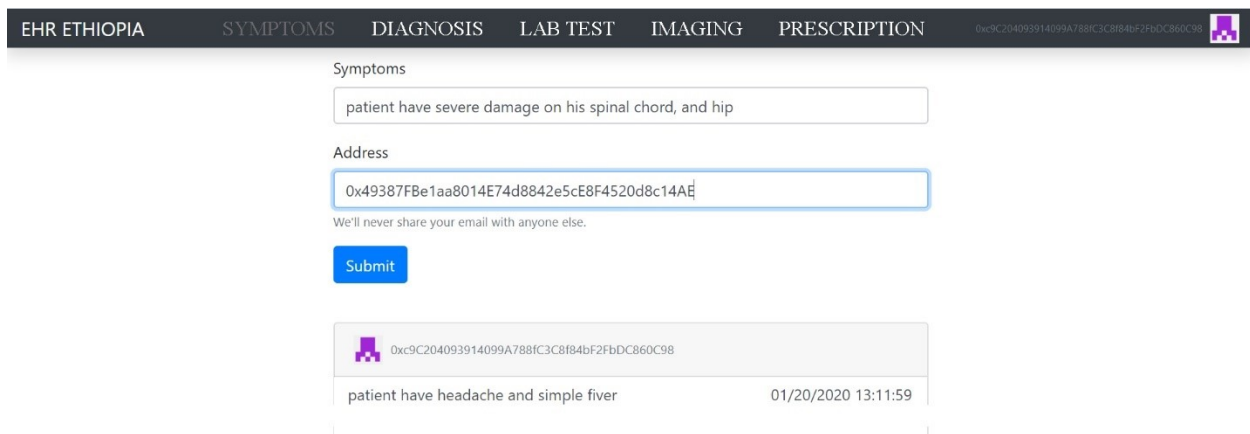 EHR ETHIOPIA SYMPTOMS DIAGNOSIS LAB TEST IMAGING PRESCRIPTION 0xc9C204093914099A788fC3C8f84bF2FbDC860C98
Symptoms
patient have severe damage on his spinal chord, and hip
Address
0x49387FBe1aa8014E74d8842e5cE8F4520d8c14AE
We'll never share your email with anyone else.
Submit
0xc9C204093914099A788fC3C8f84bF2FbDC860C98
patient have headache and simple fiver 01/20/2020 13:11:59